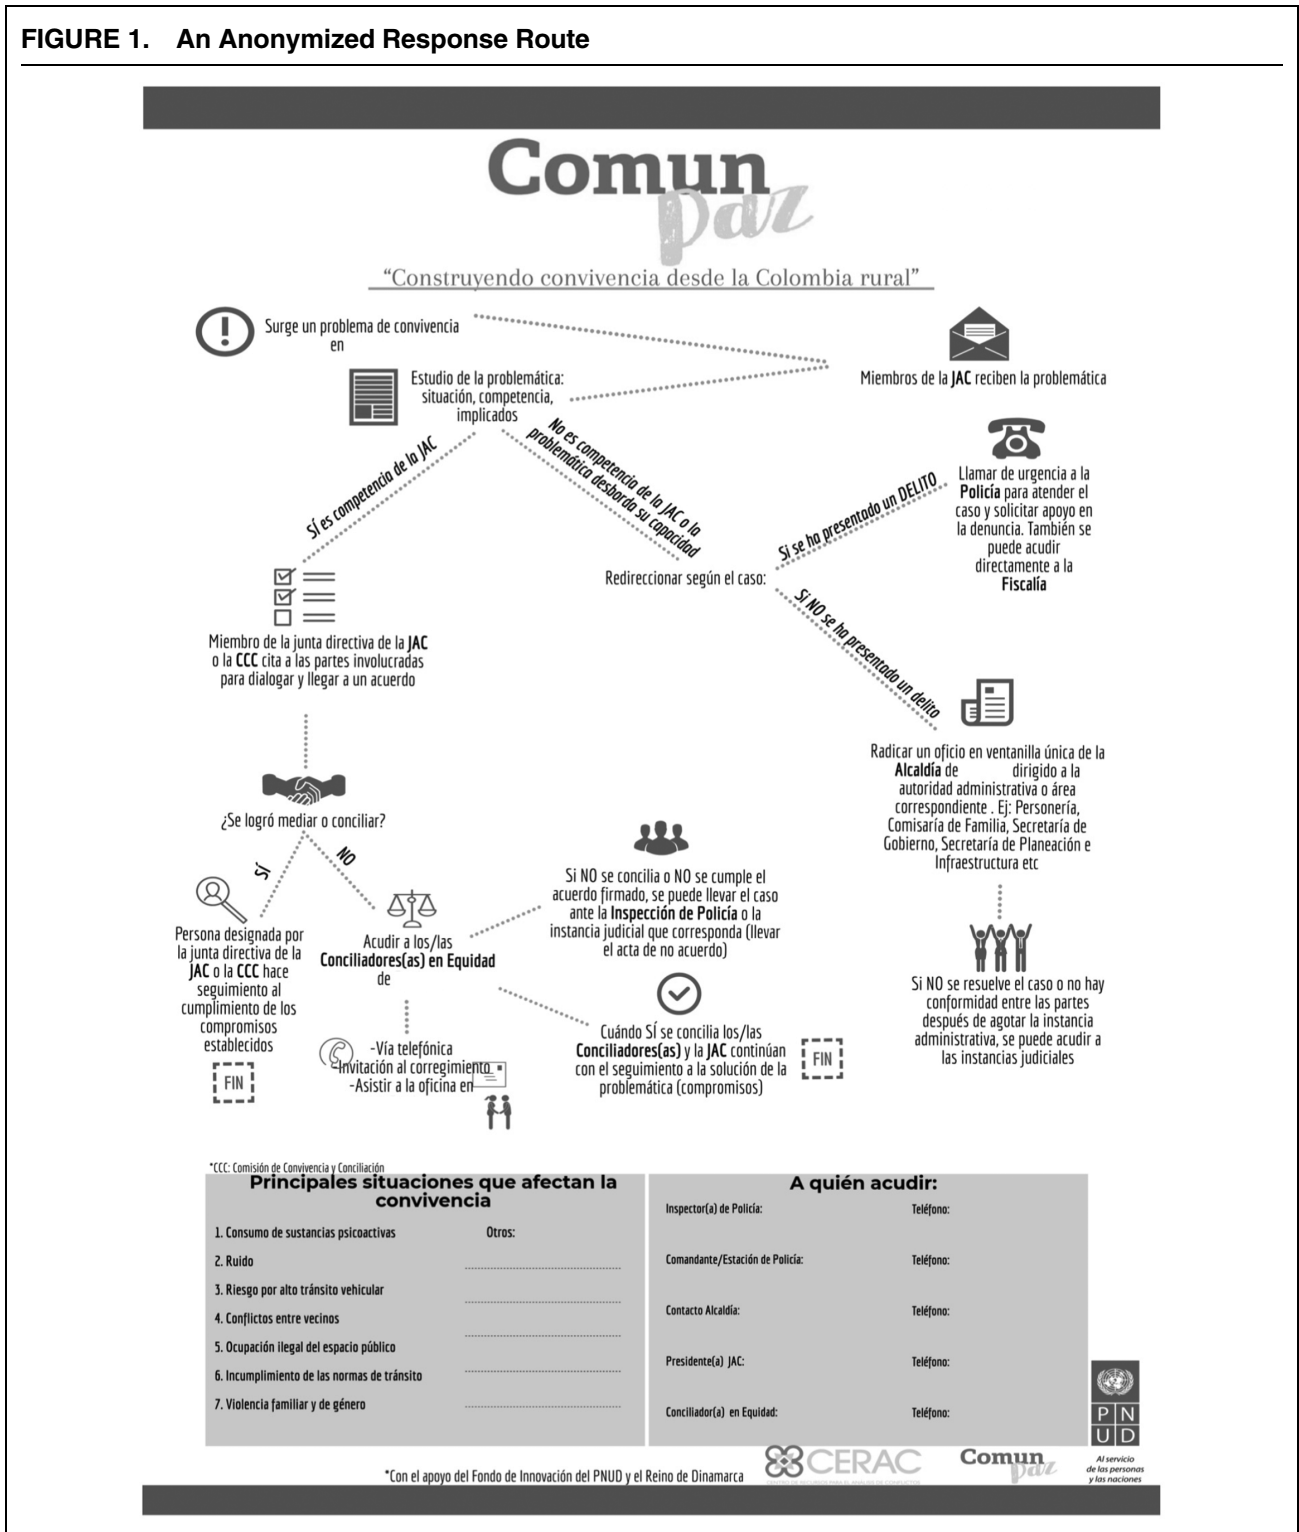 FIGURE 1. An Anonymized Response Route
Comun
paz
“Construyendo convivencia desde la Colombia rural”
Surge un problema de convivencia
en
Miembros de la JAC reciben la problemática
Estudio de la problemática:
situación, competencia,
implicados
SÍ es competencia de la JAC
No es competencia de la JAC o la
problemática desborda su capacidad
Redireccionar según el caso:
Si se ha presentado un DELITO
Llamar de urgencia a la
Policía para atender el
caso y solicitar apoyo en
la denuncia. También se
puede acudir
directamente a la
Fiscalía
Si NO se ha presentado un delito
Radicar un oficio en ventanilla única de la
Alcaldía de dirigido a la
autoridad administrativa o área
correspondiente . Ej: Personería,
Comisaría de Familia, Secretaría de
Gobierno, Secretaría de Planeación e
Infraestructura etc
Si NO se resuelve el caso o no hay
conformidad entre las partes
después de agotar la instancia
administrativa, se puede acudir a
las instancias judiciales
Miembro de la junta directiva de la JAC
o la CCC cita a las partes involucradas
para dialogar y llegar a un acuerdo
¿Se logró mediar o conciliar?
SÍ
NO
Persona designada por
la junta directiva de la
JAC o la CCC hace
seguimiento al
cumplimiento de los
compromisos
establecidos
FIN
Acudir a los/las
Conciliadores(as) en Equidad
de
-Vía telefónica
-Invitación al corregimiento
-Asistir a la oficina en
Si NO se concilia o NO se cumple el
acuerdo firmado, se puede llevar el caso
ante la Inspección de Policía o la
instancia judicial que corresponda (llevar
el acta de no acuerdo)
Cuándo SÍ se concilia los/las
Conciliadores(as) y la JAC continúan
con el seguimiento a la solución de la
problemática (compromisos)
FIN
*CCC: Comisión de Convivencia y Conciliación
Principales situaciones que afectan la
convivencia
1. Consumo de sustancias psicoactivas
2. Ruido
3. Riesgo por alto tránsito vehicular
4. Conflictos entre vecinos
5. Ocupación ilegal del espacio público
6. Incumplimiento de las normas de tránsito
7. Violencia familiar y de género
Otros:
A quién acudir:
Inspector(a) de Policía: Teléfono:
Comandante/Estación de Policía: Teléfono:
Contacto Alcaldía: Teléfono:
Presidente(a) JAC: Teléfono:
Conciliador(a) en Equidad: Teléfono:
*Con el apoyo del Fondo de Innovación del PNUD y el Reino de Dinamarca
CERAC
CENTRO DE RECURSOS PARA EL ANÁLISIS DE CONFLICTOS
Comun
paz
P N
U D
Al servicio
de las personas
y las naciones